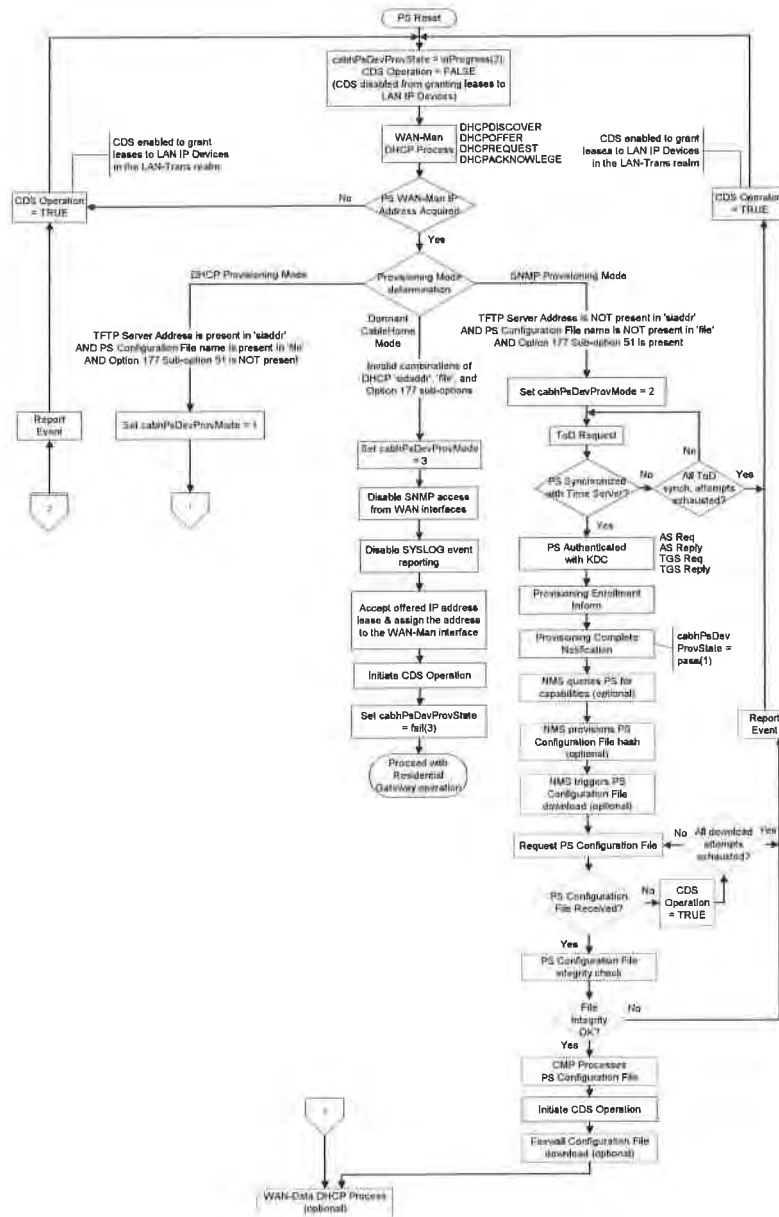 PS Reset
cabhPsDevProvState = inProgress(2);
CDS Operation = FALSE
(CDS disabled from granting leases to
LAN IP Devices)
WAN-Man
DHCP Process
DHCPDISCOVER
DHCPOFFER
DHCPREQUEST
DHCPACKNOWLEGE
CDS enabled to grant
leases to LAN IP Devices
in the LAN-Trans realm
CDS enabled to grant
leases to LAN IP Devices
in the LAN-Trans realm
CDS Operation
= TRUE
No
PS WAN-Man IP
Address Acquired
CDS Operation
= TRUE
Yes
DHCP Provisioning Mode
Provisioning Mode
determination
SNMP Provisioning Mode
TFTP Server Address is present in 'siaddr'
AND PS Configuration File name is present in 'file'
AND Option 177 Sub-option 51 is NOT present
Dormant
CableHome
Mode
TFTP Server Address is NOT present in 'siaddr'
AND PS Configuration File name is NOT present in 'file'
AND Option 177 Sub-option 51 is present
Invalid combinations of
DHCP 'sidaddr', 'file', and
Option 177 sub-options
Set cabhPsDevProvMode = 2
Report
Event
Set cabhPsDevProvMode = 1
ToD Request
No
Set cabhPsDevProvMode
= 3
2
1
PS Synchronized
with Time Server?
No
All ToD
synch. attempts
exhausted?
Yes
Disable SNMP access
from WAN interfaces
Yes
Disable SYSLOG event
reporting
PS Authenticated
with KDC
AS Req
AS Reply
TGS Req
TGS Reply
Accept offered IP address
lease & assign the address
to the WAN-Man interface
Provisioning Enrollment
Inform
Provisioning Complete
Notification
cabhPsDev
ProvState =
pass(1)
Initiate CDS Operation
NMS queries PS for
capabilities (optional)
Set cabhPsDevProvState
= fail(3)
NMS provisions PS
Configuration File hash
(optional)
Report
Event
Proceed with
Residential
Gateway operation
NMS triggers PS
Configuration File
download (optional)
Request PS Configuration File
No
All download
attempts
exhausted?
Yes
PS Configuration
File Received?
No
CDS
Operation
= TRUE
Yes
PS Configuration File
integrity check
File
Integrity
OK?
No
Yes
CMP Processes
PS Configuration File
Initiate CDS Operation
Firewall Configuration File
download (optional)
WAN-Data DHCP Process
(optional)